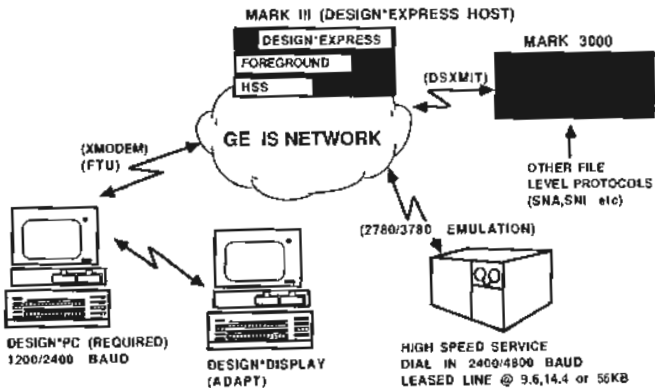 MARK III (DESIGN*EXPRESS HOST)
DESIGN*EXPRESS
FOREGROUND
HSS
MARK 3000
(DSXMIT)
GE IS NETWORK
(XMODEM)
(FTU)
OTHER FILE
LEVEL PROTOCOLS
(SNA,SNI etc)
(2780/3780 EMULATION)
DESIGN*PC (REQUIRED)
1200/2400 BAUD
DESIGN*DISPLAY
(ADAPT)
HIGH SPEED SERVICE
DIAL IN 2400/4800 BAUD
LEASED LINE @ 9.6,14.4 or 56KB